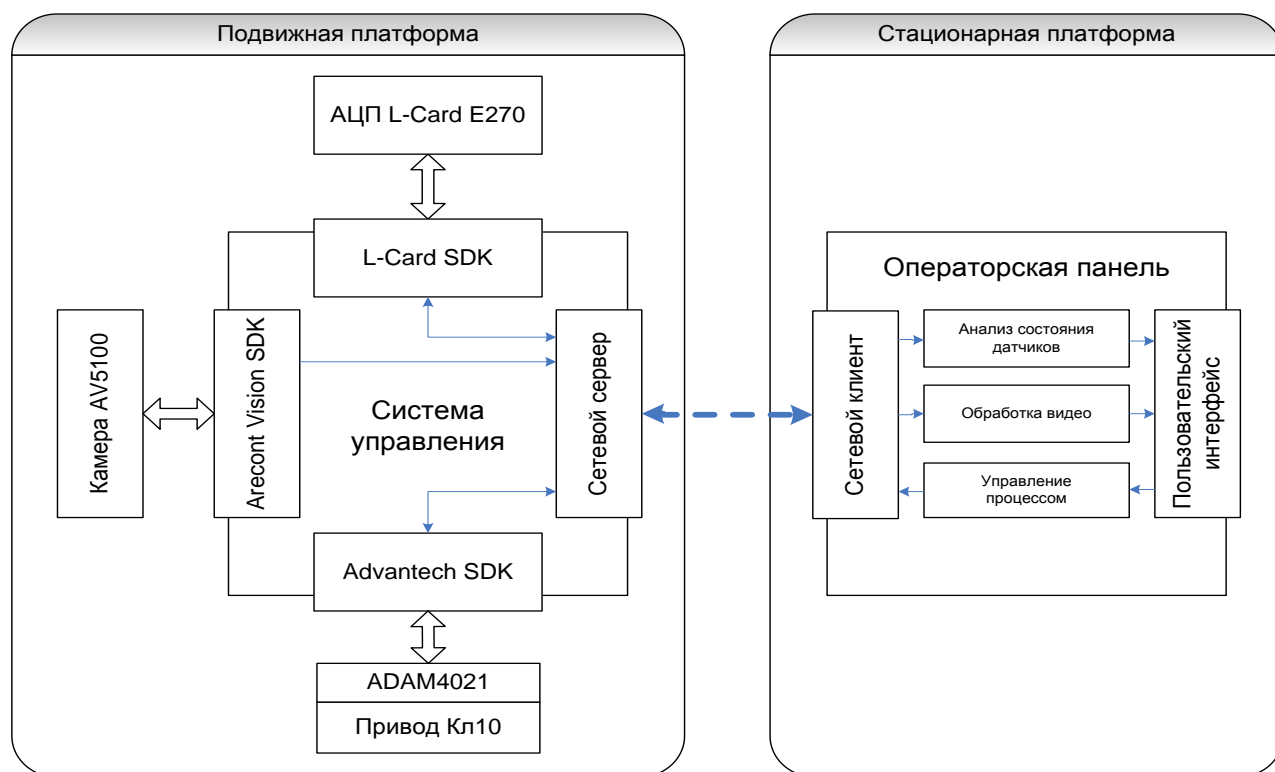 Подвижная платформа
АЦП L-Card E270
L-Card SDK
Камера AV5100
Arecont Vision SDK
Система
управления
Сетевой сервер
Advantech SDK
ADAM4021
Привод Кл10
Стационарная платформа
Операторская панель
Сетевой клиент
Анализ состояния
датчиков
Обработка видео
Управление
процессом
Пользовательский
интерфейс